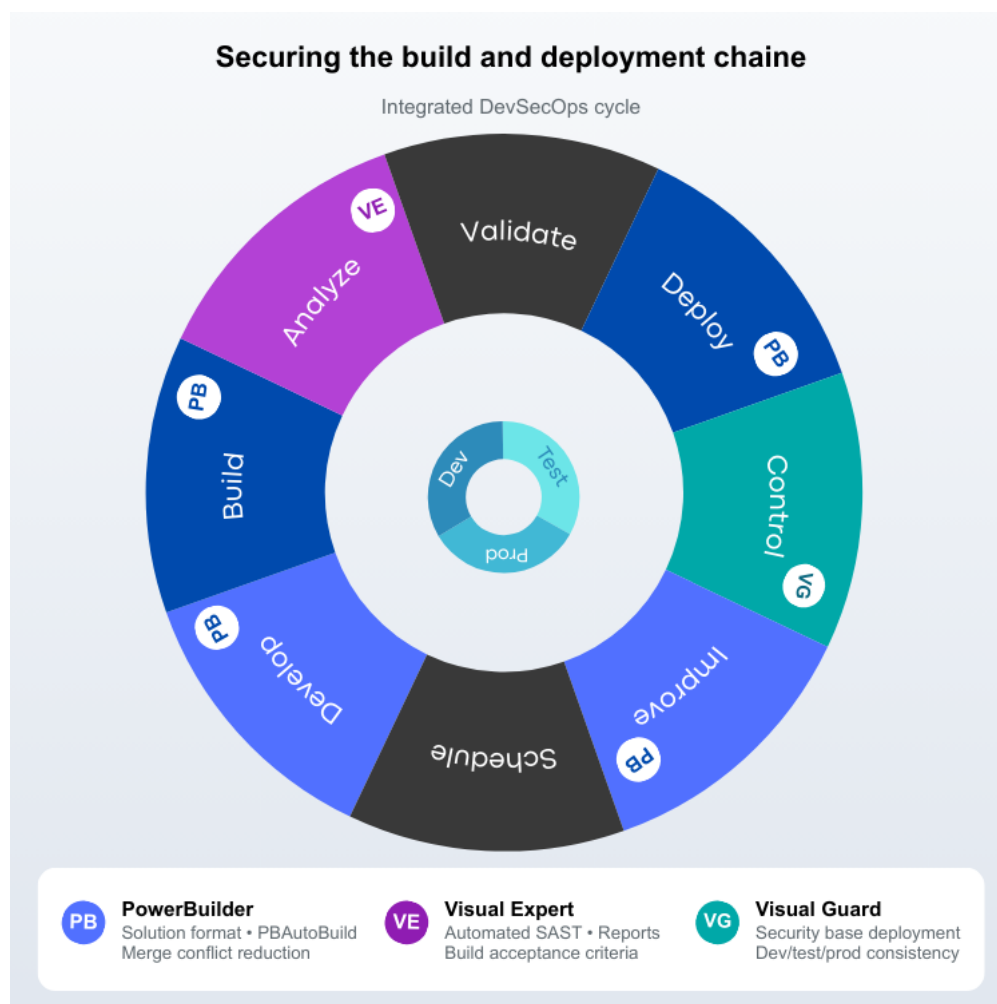 Securing the build and deployment chaine
Integrated DevSecOps cycle
Validate
Deploy
PB
Control
VG
Improve
PB
Schedule
Develop
PB
Build
PB
Analyze
VE
Dev
Test
Prod
PB
PowerBuilder
Solution format • PBAutoBuild
Merge conflict reduction
VE
Visual Expert
Automated SAST • Reports
Build acceptance criteria
VG
Visual Guard
Security base deployment
Dev/test/prod consistency